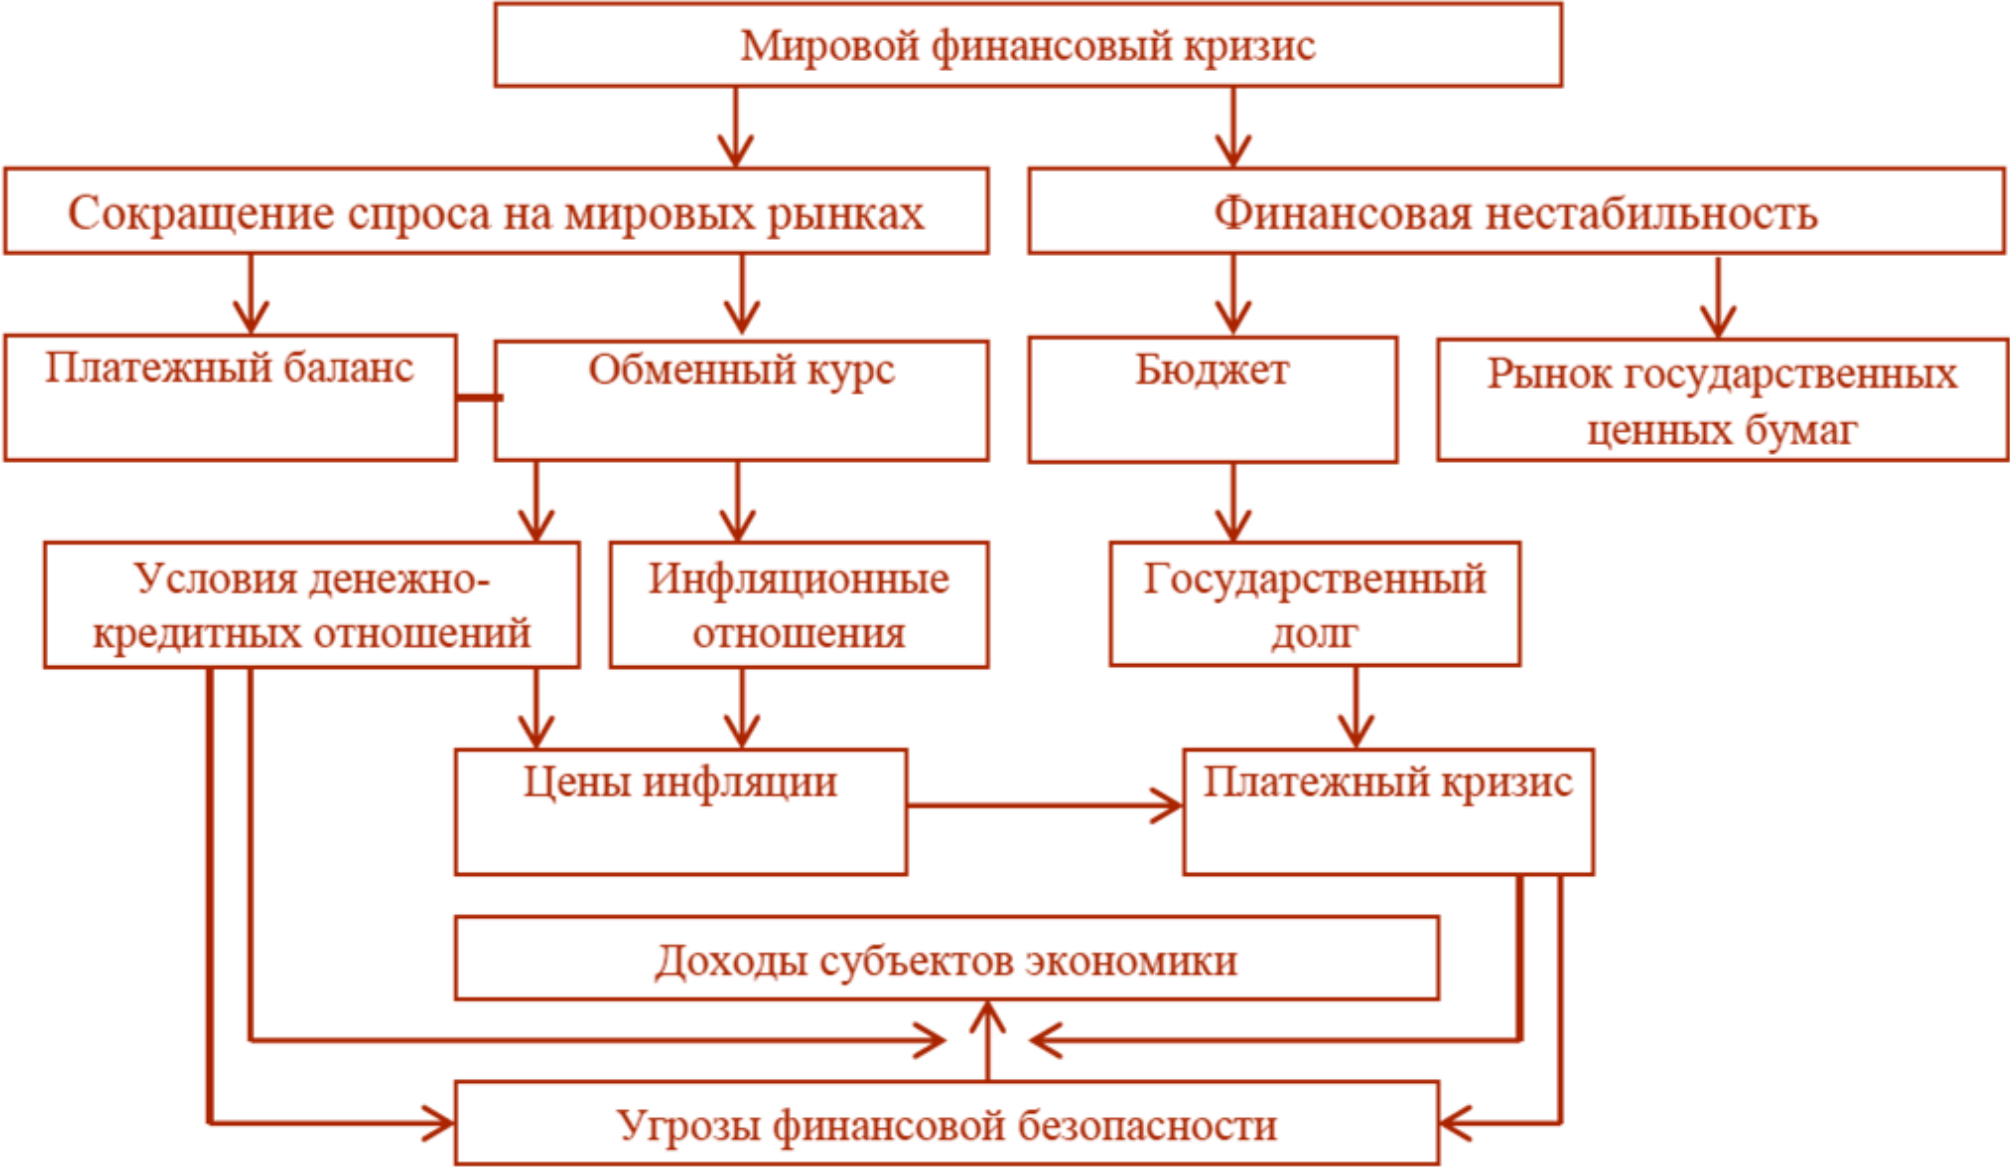 Мировой финансовый кризис
Сокращение спроса на мировых рынках
Финансовая нестабильность
Платежный баланс
Обменный курс
Бюджет
Рынок государственных
ценных бумаг
Условия денежно-
кредитных отношений
Инфляционные
отношения
Государственный
долг
Цены инфляции
Платежный кризис
Доходы субъектов экономики
Угрозы финансовой безопасности